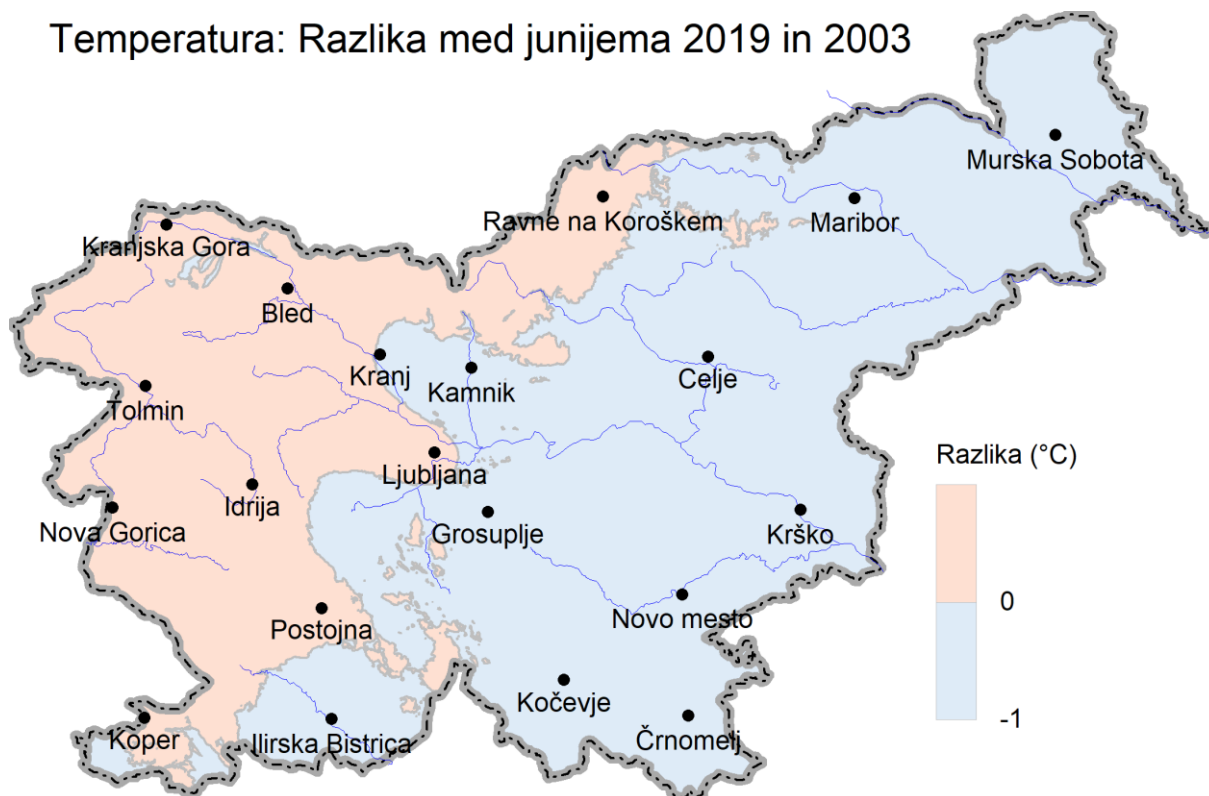 Temperatura: Razlika med junijema 2019 in 2003
Murska Sobota
Ravne na Koroškem
Maribor
Kranjska Gora
Bled
Kranj
Kamnik
Celje
Tolmin
Ljubljana
Razlika (°C)
Idrija
Nova Gorica
Grosuplje
Krško
0
Postojna
Novo mesto
Kočevje
-1
Koper
Ilirska Bistrica
Črnomelj